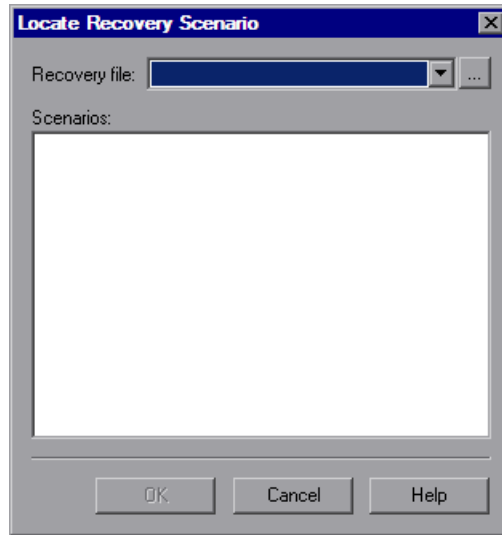 Locate Recovery Scenario
Recovery file: ...
Scenarios:
OK Cancel Help